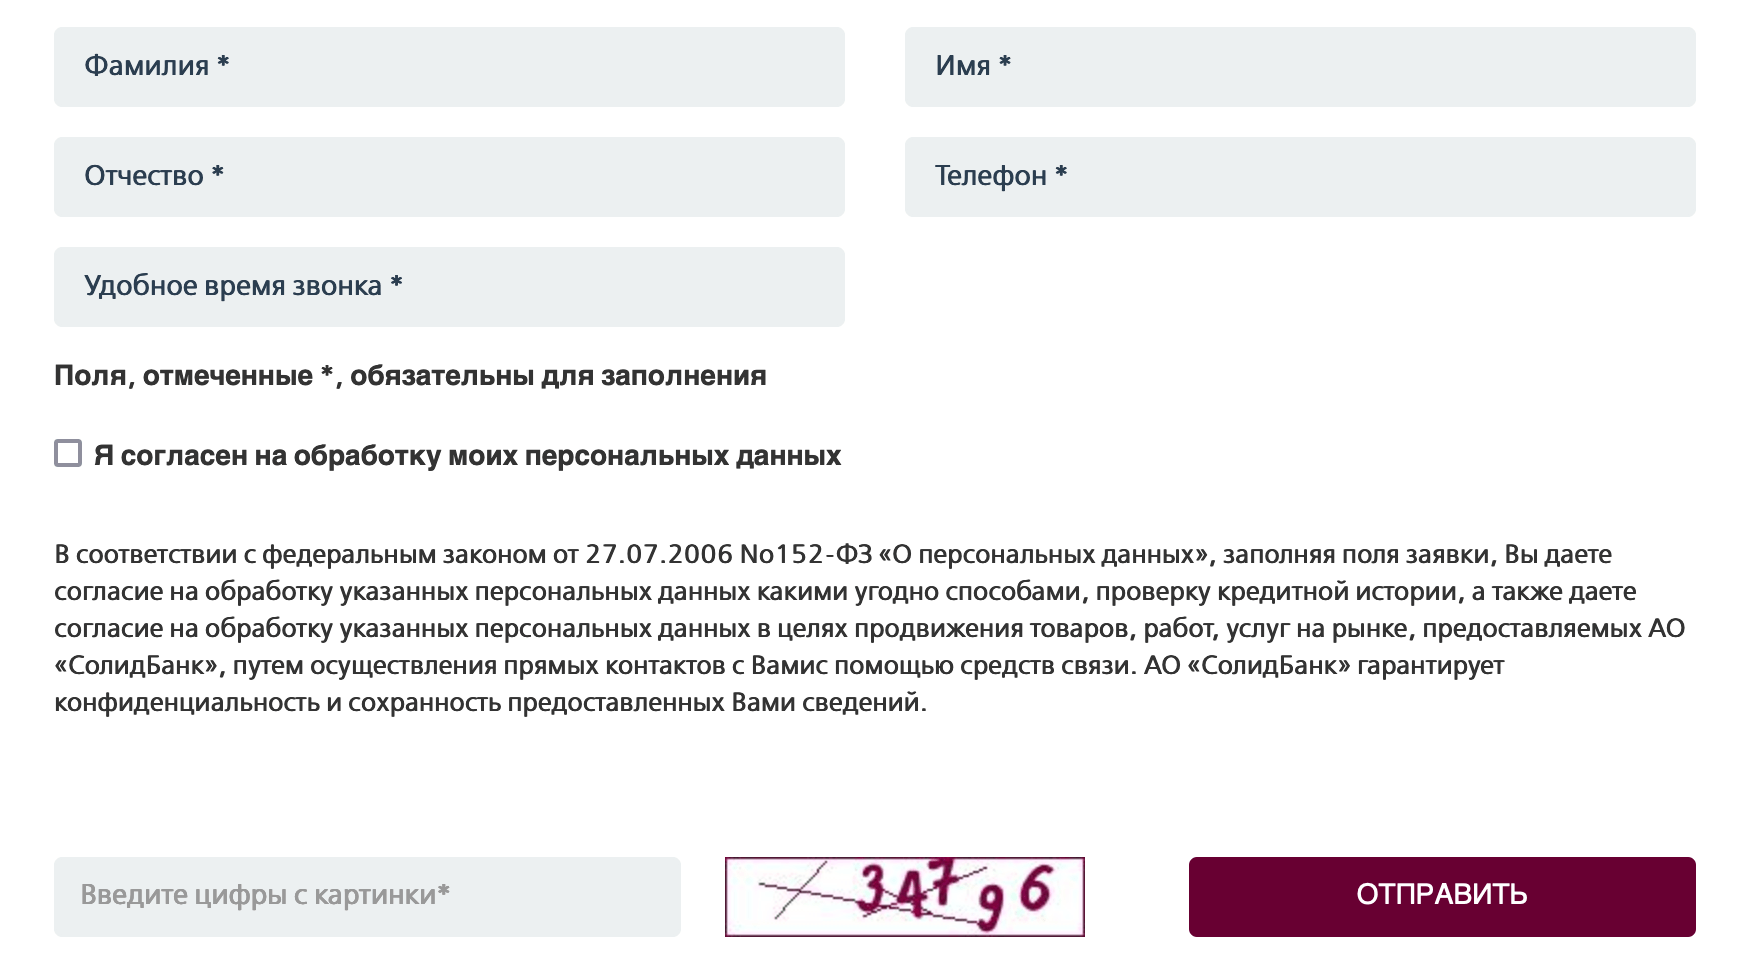 Фамилия *
Имя *
Отчество *
Телефон *
Удобное время звонка *
Поля, отмеченные *, обязательны для заполнения
Я согласен на обработку моих персональных данных
В соответствии с федеральным законом от 27.07.2006 No152-ФЗ «О персональных данных», заполняя поля заявки, Вы даете
согласие на обработку указанных персональных данных какими угодно способами, проверку кредитной истории, а также даете
согласие на обработку указанных персональных данных в целях продвижения товаров, работ, услуг на рынке, предоставляемых АО
«СолидБанк», путем осуществления прямых контактов с Вамис помощью средств связи. АО «СолидБанк» гарантирует
конфиденциальность и сохранность предоставленных Вами сведений.
Введите цифры с картинки*
34796
ОТПРАВИТЬ